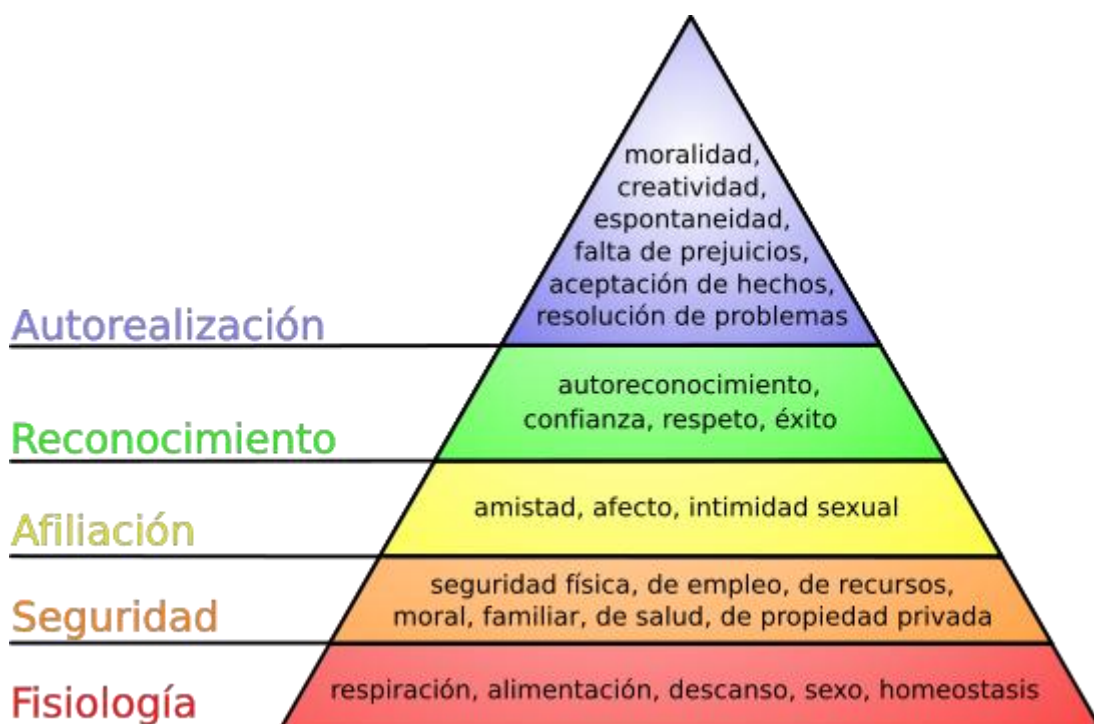 moralidad,
creatividad,
espontaneidad,
falta de prejuicios,
aceptación de hechos,
resolución de problemas
Autorealización
autoreconocimiento,
confianza, respeto, éxito
Reconocimiento
amistad, afecto, intimidad sexual
Afiliación
seguridad física, de empleo, de recursos,
moral, familiar, de salud, de propiedad privada
Seguridad
respiración, alimentación, descanso, sexo, homeostasis
Fisiología